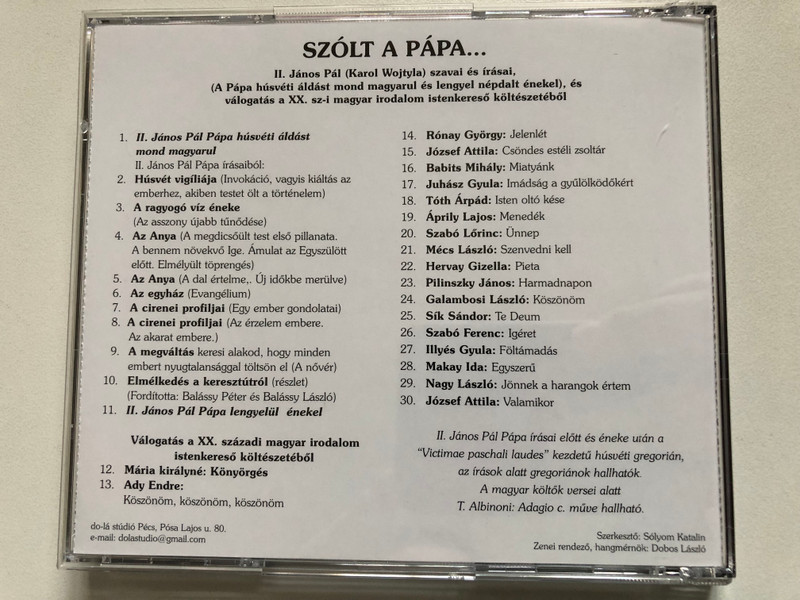 SZÓLT A PÁPA...
II. János Pál (Karol Wojtyla) szavai és írásai,
(A Pápa húsvéti áldást mond magyarul és lengyel népdalt énekel), és
válogatás a XX. sz-i magyar irodalom istenkereső költészetéből
1. II. János Pál Pápa húsvéti áldást
mond magyarul
II. János Pál Pápa írásaiból:
2. Húsvét vigíliája (Invokáció, vagyis kiáltás az
emberhez, akiben testet ölt a történelem)
3. A ragyogó víz éneke
(Az asszony újabb tűnődése)
4. Az Anya (A megdicsőült test első pillanata.
A bennem növekvő Ige. Ámulat az Egyszülött
előtt. Elmélyült töprengés)
5. Az Anya (A dal értelme,. Új időkbe merülve)
6. Az egyház (Evangélium)
7. A cirenei profiljai (Egy ember gondolatai)
8. A cirenei profiljai (Az érzelem embere.
Az akarat embere.)
9. A megváltás keresi alakod, hogy minden
embert nyugtalansággal töltsön el (A nővér)
10. Elmélkedés a keresztútról (részlet)
(Fordította: Balássy Péter és Balássy László)
11. II. János Pál Pápa lengyelül énekel
Válogatás a XX. századi magyar irodalom
istenkereső költészetéből
12. Mária királyné: Könyörgés
13. Ady Endre:
Köszönöm, köszönöm, köszönöm
14. Rónay György: Jelenlét
15. József Attila: Csöndes estéli zsoltár
16. Babits Mihály: Miatyánk
17. Juhász Gyula: Imádság a gyűlölködőkért
18. Tóth Árpád: Isten oltó kése
19. Áprily Lajos: Menedék
20. Szabó Lőrinc: Ünnep
21. Mécs László: Szenvedni kell
22. Hervay Gizella: Pieta
23. Pilinszky János: Harmadnapon
24. Galambosi László: Köszönöm
25. Sík Sándor: Te Deum
26. Szabó Ferenc: Igéret
27. Illyés Gyula: Föltámadás
28. Makay Ida: Egyszerű
29. Nagy László: Jönnek a harangok értem
30. József Attila: Valamikor
II. János Pál Pápa írásai előtt és éneke után a
"Victimae paschali laudes" kezdetű húsvéti gregorián,
az írások alatt gregoriánok hallhatók.
A magyar költők versei alatt
T. Albinoni: Adagio c. műve hallható.
do-lá stúdió Pécs, Pósa Lajos u. 80.
e-mail: dolastudio@gmail.com
Szerkesztő: Sólyom Katalin
Zenei rendező, hangmérnök: Dobos László